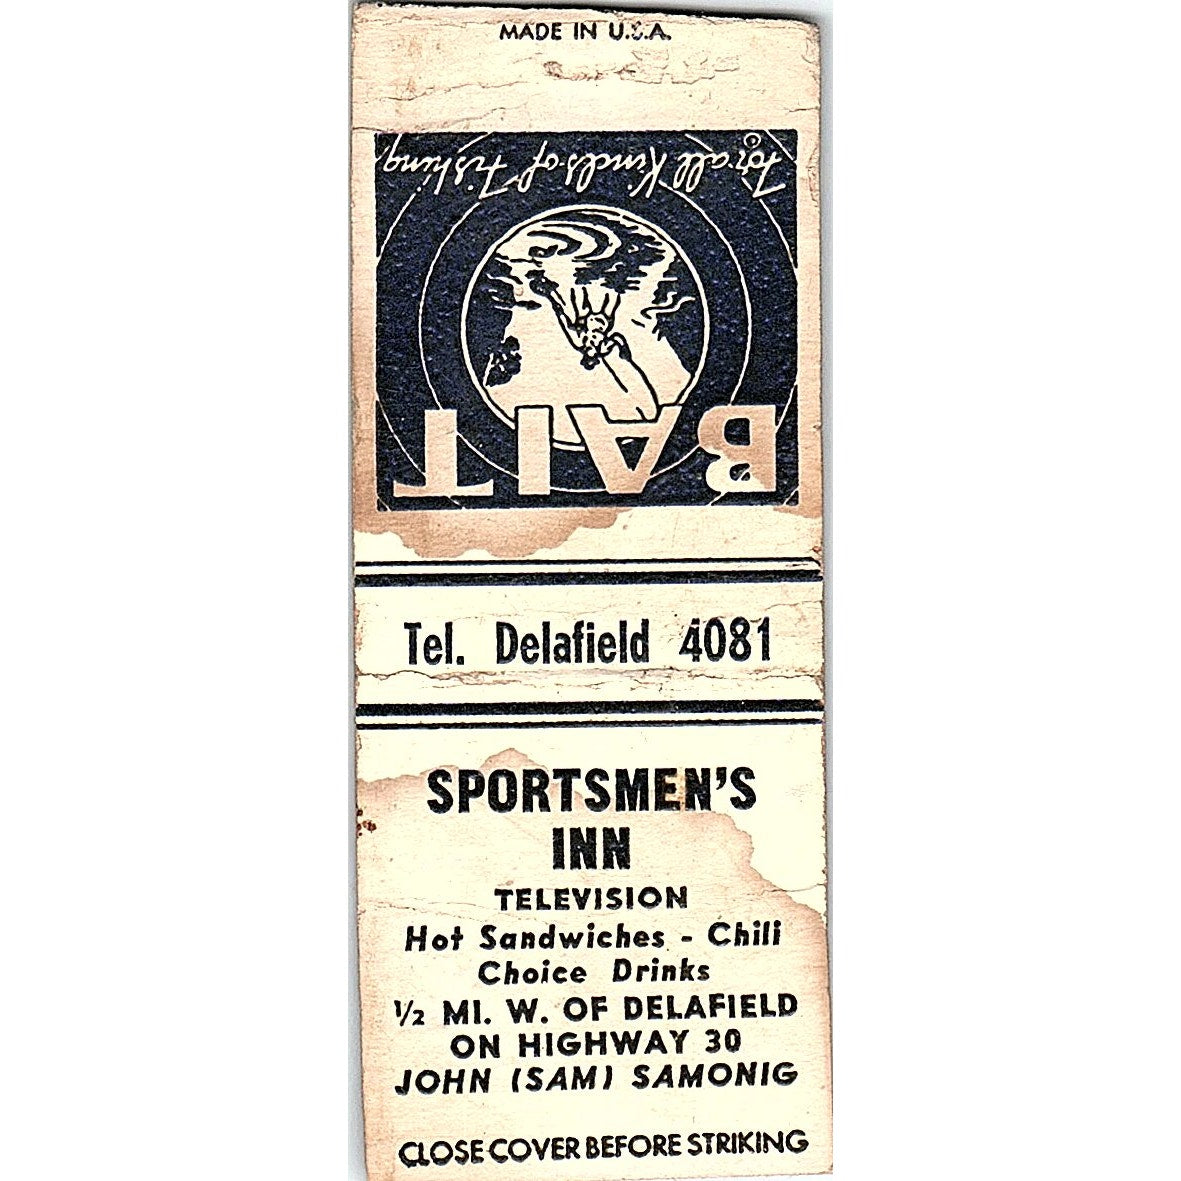 MADE IN U.S.A.
BAIT
For all Kinds of Fishing
©
Tel. Delafield 4081
SPORTSMEN'S
INN
TELEVISION
Hot Sandwiches - Chili
Choice Drinks
½ MI. W. OF DELAFIELD
ON HIGHWAY 30
JOHN (SAM) SAMONIG
CLOSE COVER BEFORE STRIKING